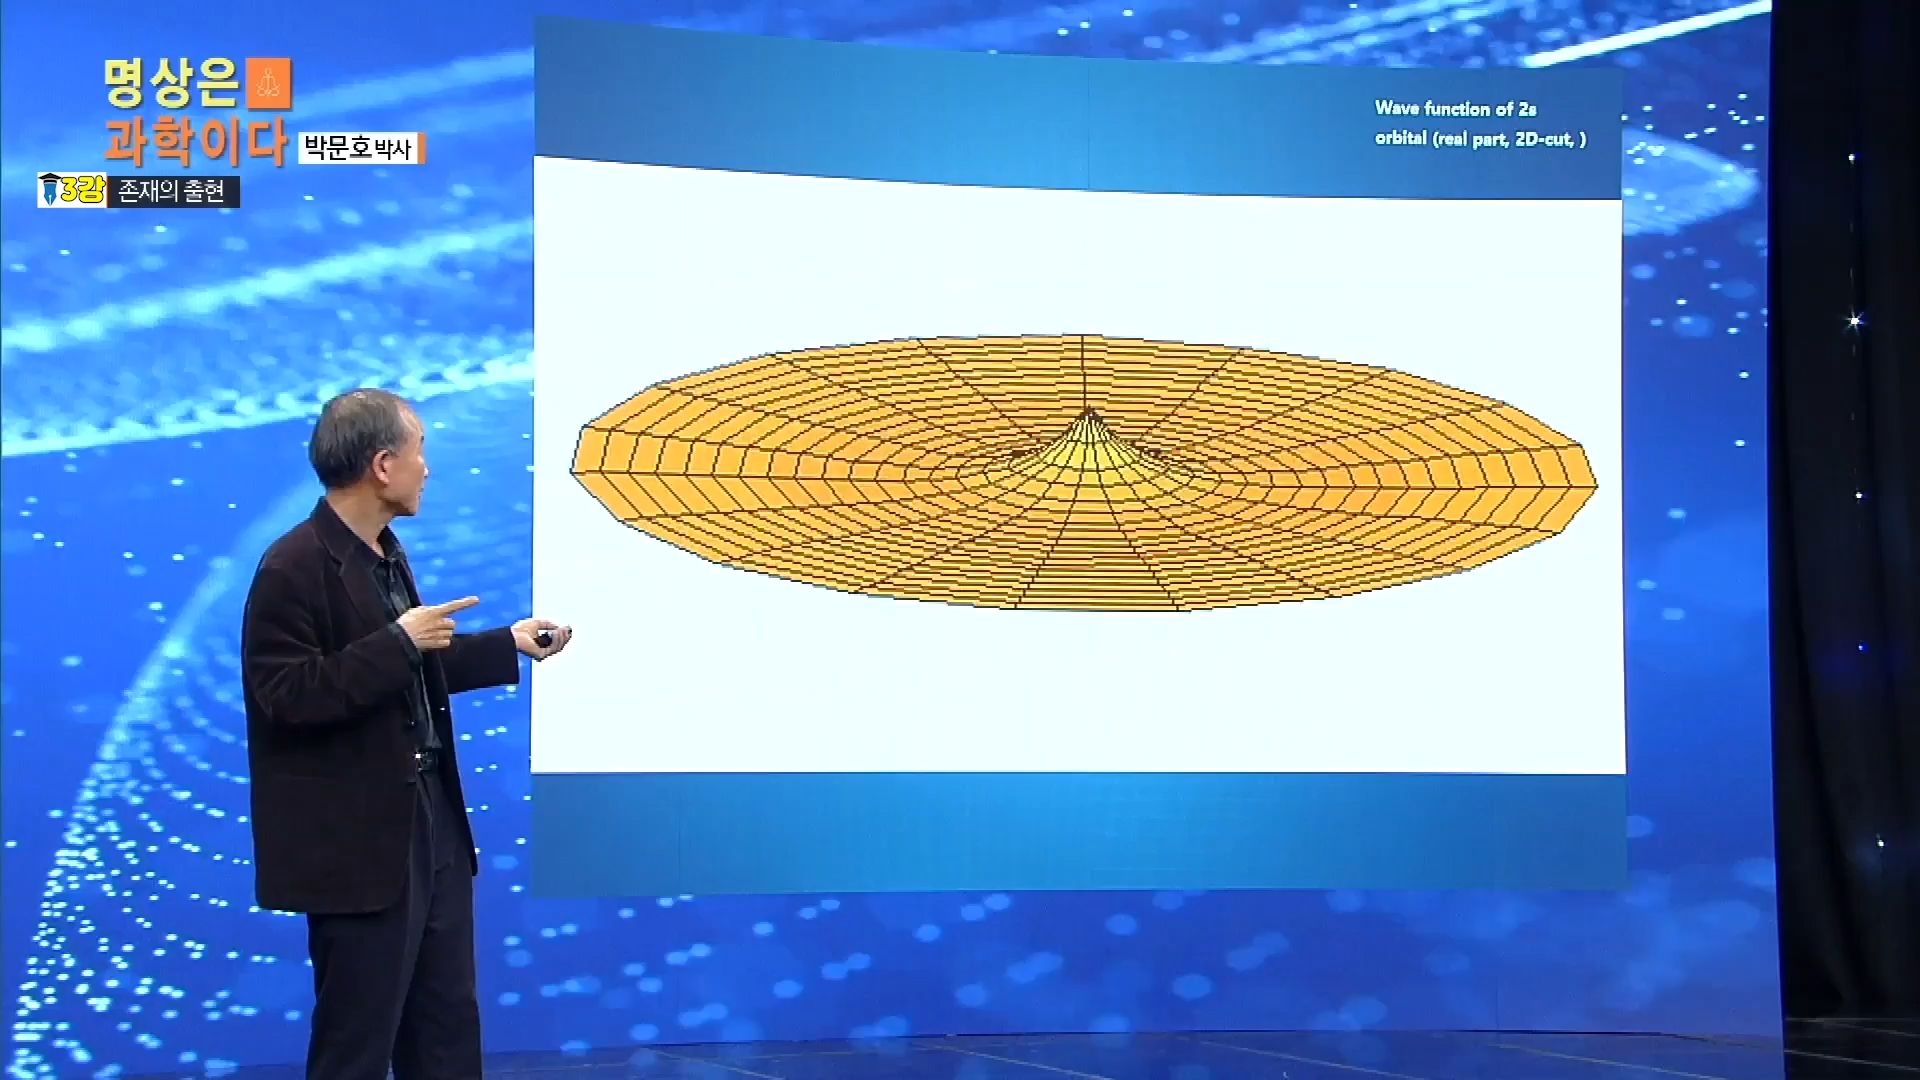 명상은
과학이다 박문호 박사
3강 존재의 출현
Wave function of 2s
orbital (real part, 2D-cut, )